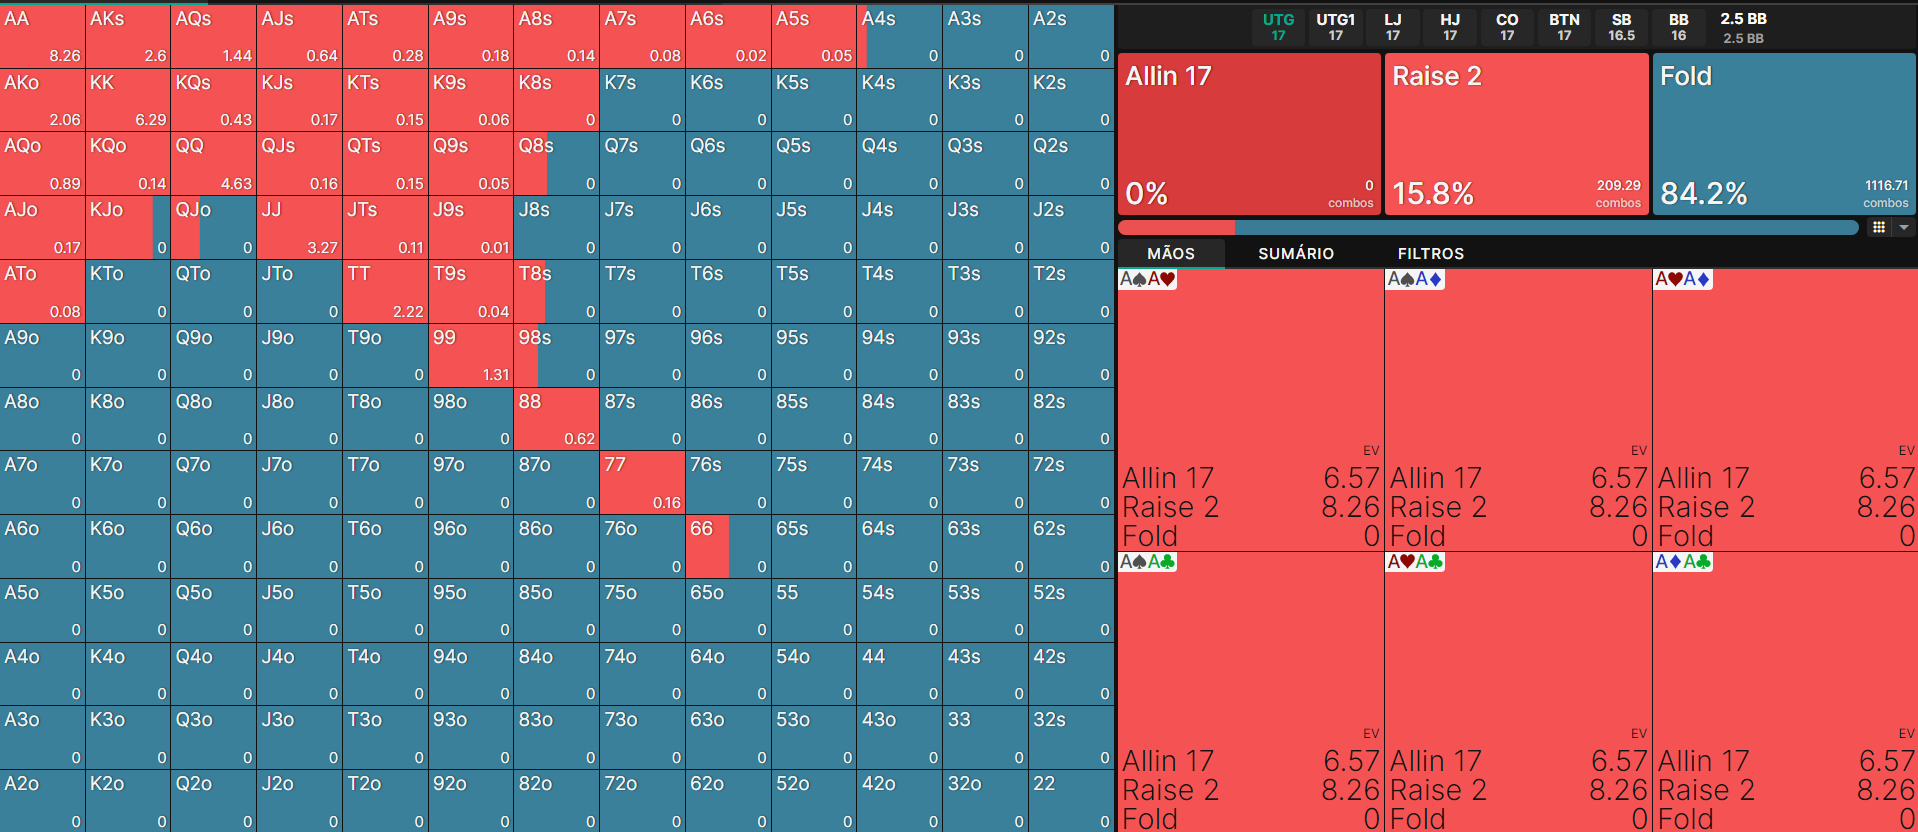 AA AKs AQs AJs ATs A9s A8s A7s A6s A5s A4s A3s A2s
8.26 2.6 1.44 0.64 0.28 0.18 0.14 0.08 0.02 0.05 0 0 0
AKo KK KQs KJs KTs K9s K8s K7s K6s K5s K4s K3s K2s
2.06 6.29 0.43 0.17 0.15 0.06 0 0 0 0 0 0 0
AQo KQo QQ QJs QTs Q9s Q8s Q7s Q6s Q5s Q4s Q3s Q2s
0.89 0.14 4.63 0.16 0.15 0.05 0 0 0 0 0 0 0
AJo KJo QJo JJ JTs J9s J8s J7s J6s J5s J4s J3s J2s
0.17 0 0 3.27 0.11 0.01 0 0 0 0 0 0 0
ATo KTo QTo JTo TT T9s T8s T7s T6s T5s T4s T3s T2s
0.08 0 0 0 2.22 0.04 0 0 0 0 0 0 0
A9o K9o Q9o J9o T9o 99 98s 97s 96s 95s 94s 93s 92s
0 0 0 0 0 1.31 0 0 0 0 0 0 0
A8o K8o Q8o J8o T8o 98o 88 87s 86s 85s 84s 83s 82s
0 0 0 0 0 0 0.62 0 0 0 0 0 0
A7o K7o Q7o J7o T7o 97o 87o 77 76s 75s 74s 73s 72s
0 0 0 0 0 0 0 0.16 0 0 0 0 0
A6o K6o Q6o J6o T6o 96o 86o 76o 66 65s 64s 63s 62s
0 0 0 0 0 0 0 0 0 0 0 0 0
A5o K5o Q5o J5o T5o 95o 85o 75o 65o 55 54s 53s 52s
0 0 0 0 0 0 0 0 0 0 0 0 0
A4o K4o Q4o J4o T4o 94o 84o 74o 64o 54o 44 43s 42s
0 0 0 0 0 0 0 0 0 0 0 0 0
A3o K3o Q3o J3o T3o 93o 83o 73o 63o 53o 43o 33 32s
0 0 0 0 0 0 0 0 0 0 0 0 0
A2o K2o Q2o J2o T2o 92o 82o 72o 62o 52o 42o 32o 22
0 0 0 0 0 0 0 0 0 0 0 0 0
UTG UTG1 LJ HJ CO BTN SB BB 2.5 BB
17 17 17 17 17 17 16.5 16 2.5 BB
Allin 17 Raise 2 Fold
0% 0 combos 15.8% 209.29 combos 84.2% 1116.71 combos
MÃOS SUMÁRIO FILTROS
A♠A♥ A♠A♦ A♥A♦
EV EV EV
Allin 17 6.57 Allin 17 6.57 Allin 17 6.57
Raise 2 8.26 Raise 2 8.26 Raise 2 8.26
Fold 0 Fold 0 Fold 0
A♠A♣ A♥A♣ A♦A♣
EV EV EV
Allin 17 6.57 Allin 17 6.57 Allin 17 6.57
Raise 2 8.26 Raise 2 8.26 Raise 2 8.26
Fold 0 Fold 0 Fold 0